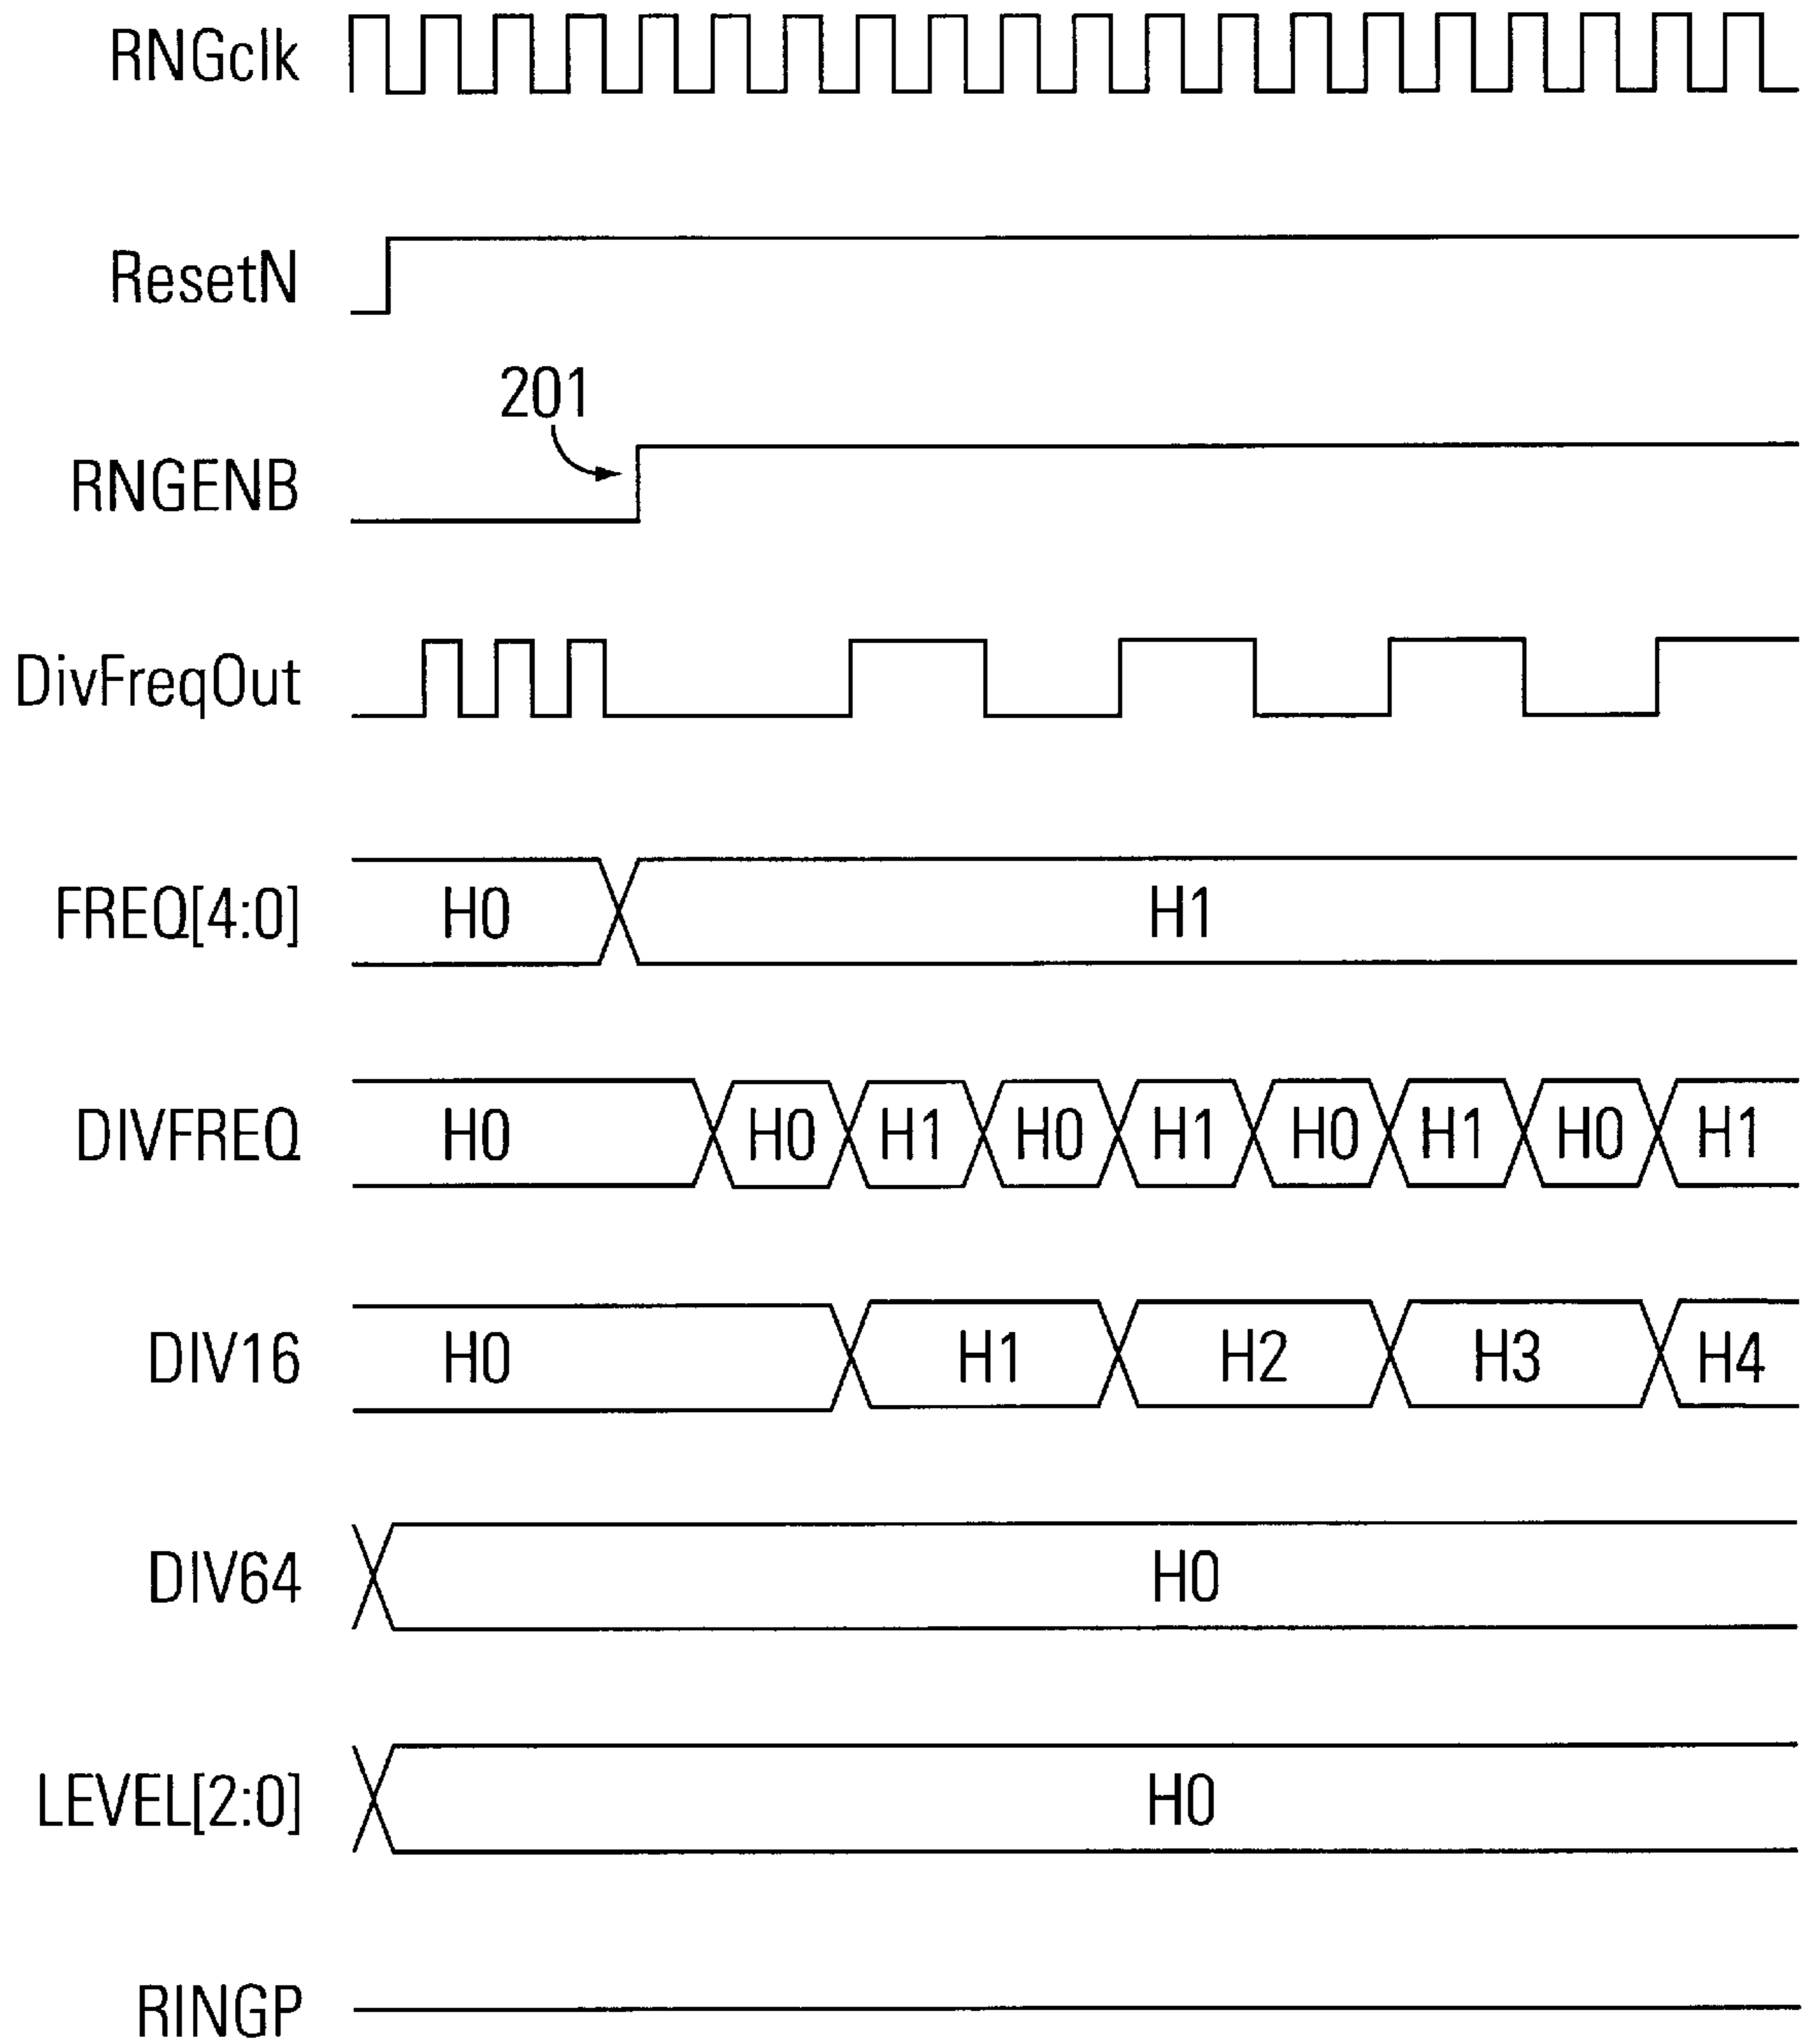 RNGclk
ResetN
201
RNGENB
DivFreqOut
FREQ[4:0] H0 H1
DIVFREQ H0 H0 H1 H0 H1 H0 H1 H0 H1
DIV16 H0 H1 H2 H3 H4
DIV64 H0
LEVEL[2:0] H0
RINGP